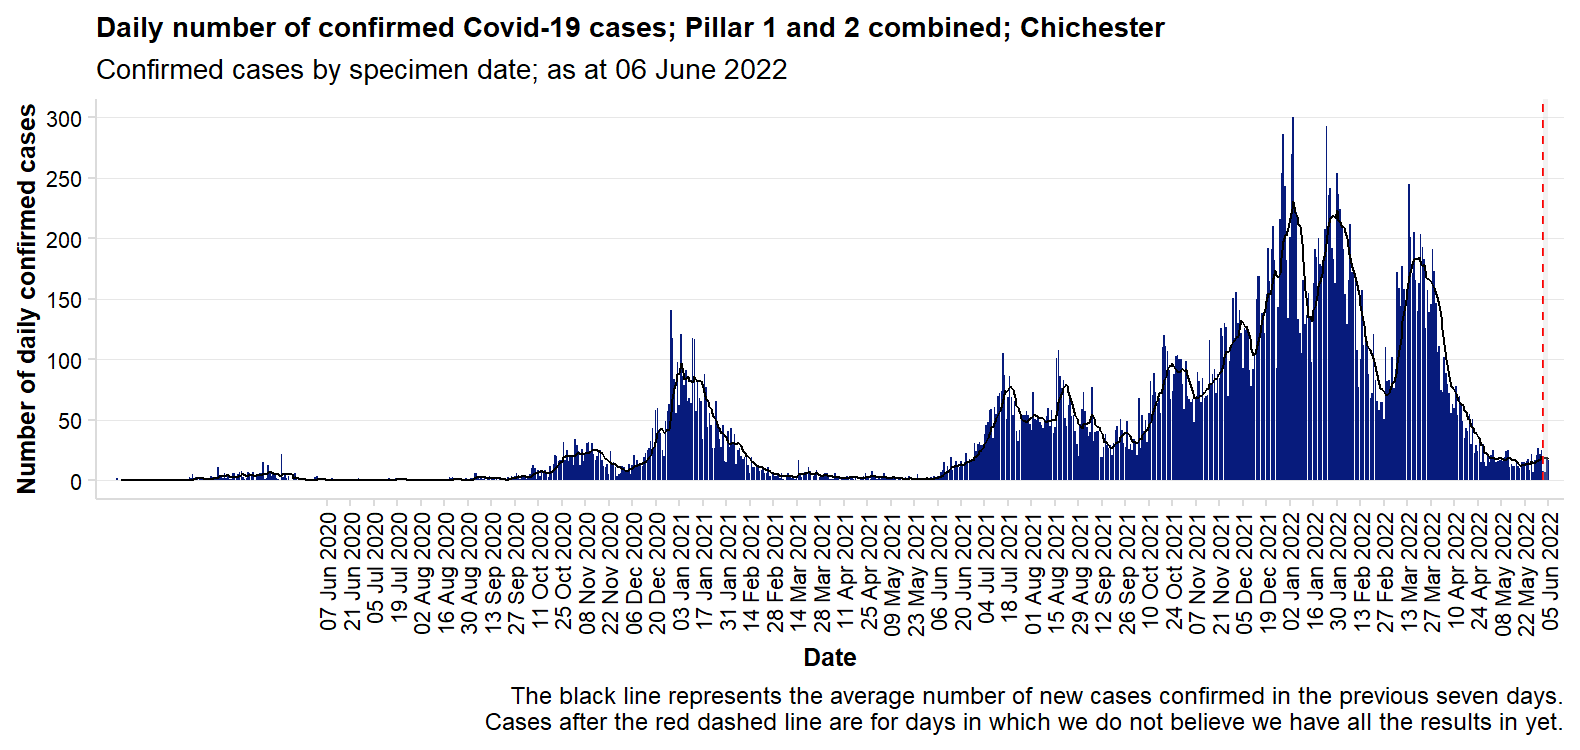 Daily number of confirmed Covid-19 cases; Pillar 1 and 2 combined; Chichester
Confirmed cases by specimen date; as at 06 June 2022
Number of daily confirmed cases
300
250
200
150
100
50
0
07 Jun 2020
21 Jun 2020
05 Jul 2020
19 Jul 2020
02 Aug 2020
16 Aug 2020
30 Aug 2020
13 Sep 2020
27 Sep 2020
11 Oct 2020
25 Oct 2020
08 Nov 2020
22 Nov 2020
06 Dec 2020
20 Dec 2020
03 Jan 2021
17 Jan 2021
31 Jan 2021
14 Feb 2021
28 Feb 2021
14 Mar 2021
28 Mar 2021
11 Apr 2021
25 Apr 2021
09 May 2021
23 May 2021
06 Jun 2021
20 Jun 2021
04 Jul 2021
18 Jul 2021
01 Aug 2021
15 Aug 2021
29 Aug 2021
12 Sep 2021
26 Sep 2021
10 Oct 2021
24 Oct 2021
07 Nov 2021
21 Nov 2021
05 Dec 2021
19 Dec 2021
02 Jan 2022
16 Jan 2022
30 Jan 2022
13 Feb 2022
27 Feb 2022
13 Mar 2022
27 Mar 2022
10 Apr 2022
24 Apr 2022
08 May 2022
22 May 2022
05 Jun 2022
Date
The black line represents the average number of new cases confirmed in the previous seven days.
Cases after the red dashed line are for days in which we do not believe we have all the results in yet.